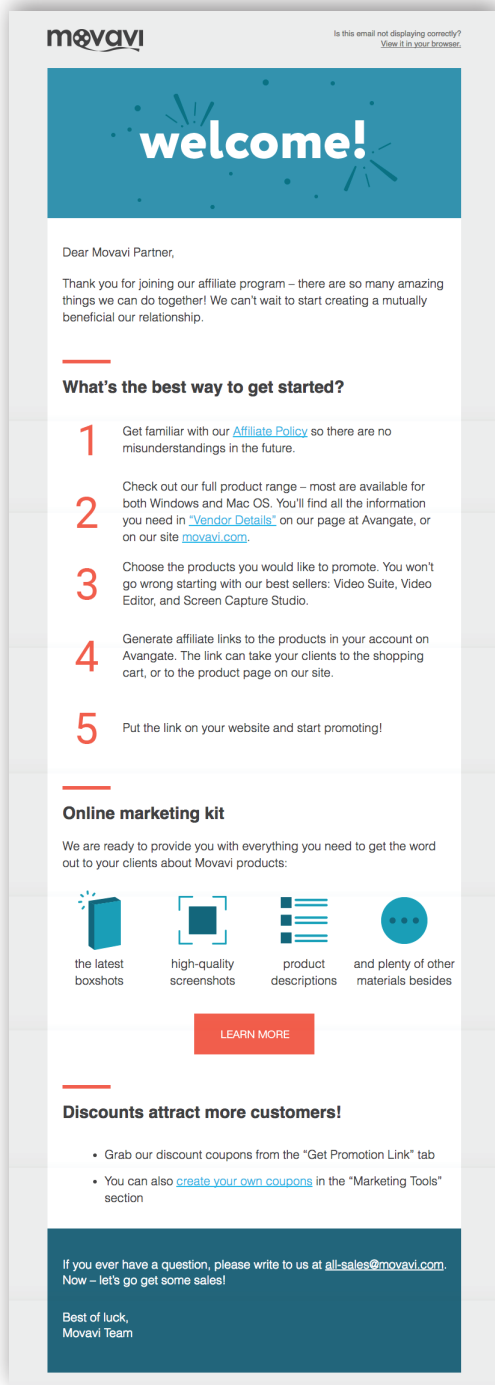 movavi
Is this email not displaying correctly?
View it in your browser.
welcome!
Dear Movavi Partner,
Thank you for joining our affiliate program – there are so many amazing
things we can do together! We can't wait to start creating a mutually
beneficial our relationship.
What's the best way to get started?
1
Get familiar with our Affiliate Policy so there are no
misunderstandings in the future.
2
Check out our full product range – most are available for
both Windows and Mac OS. You'll find all the information
you need in "Vendor Details" on our page at Avangate, or
on our site movavi.com.
3
Choose the products you would like to promote. You won't
go wrong starting with our best sellers: Video Suite, Video
Editor, and Screen Capture Studio.
4
Generate affiliate links to the products in your account on
Avangate. The link can take your clients to the shopping
cart, or to the product page on our site.
5
Put the link on your website and start promoting!
Online marketing kit
We are ready to provide you with everything you need to get the word
out to your clients about Movavi products:
the latest
boxshots
high-quality
screenshots
product
descriptions
and plenty of other
materials besides
LEARN MORE
Discounts attract more customers!
• Grab our discount coupons from the "Get Promotion Link" tab
• You can also create your own coupons in the "Marketing Tools"
section
If you ever have a question, please write to us at all-sales@movavi.com.
Now – let's go get some sales!
Best of luck,
Movavi Team